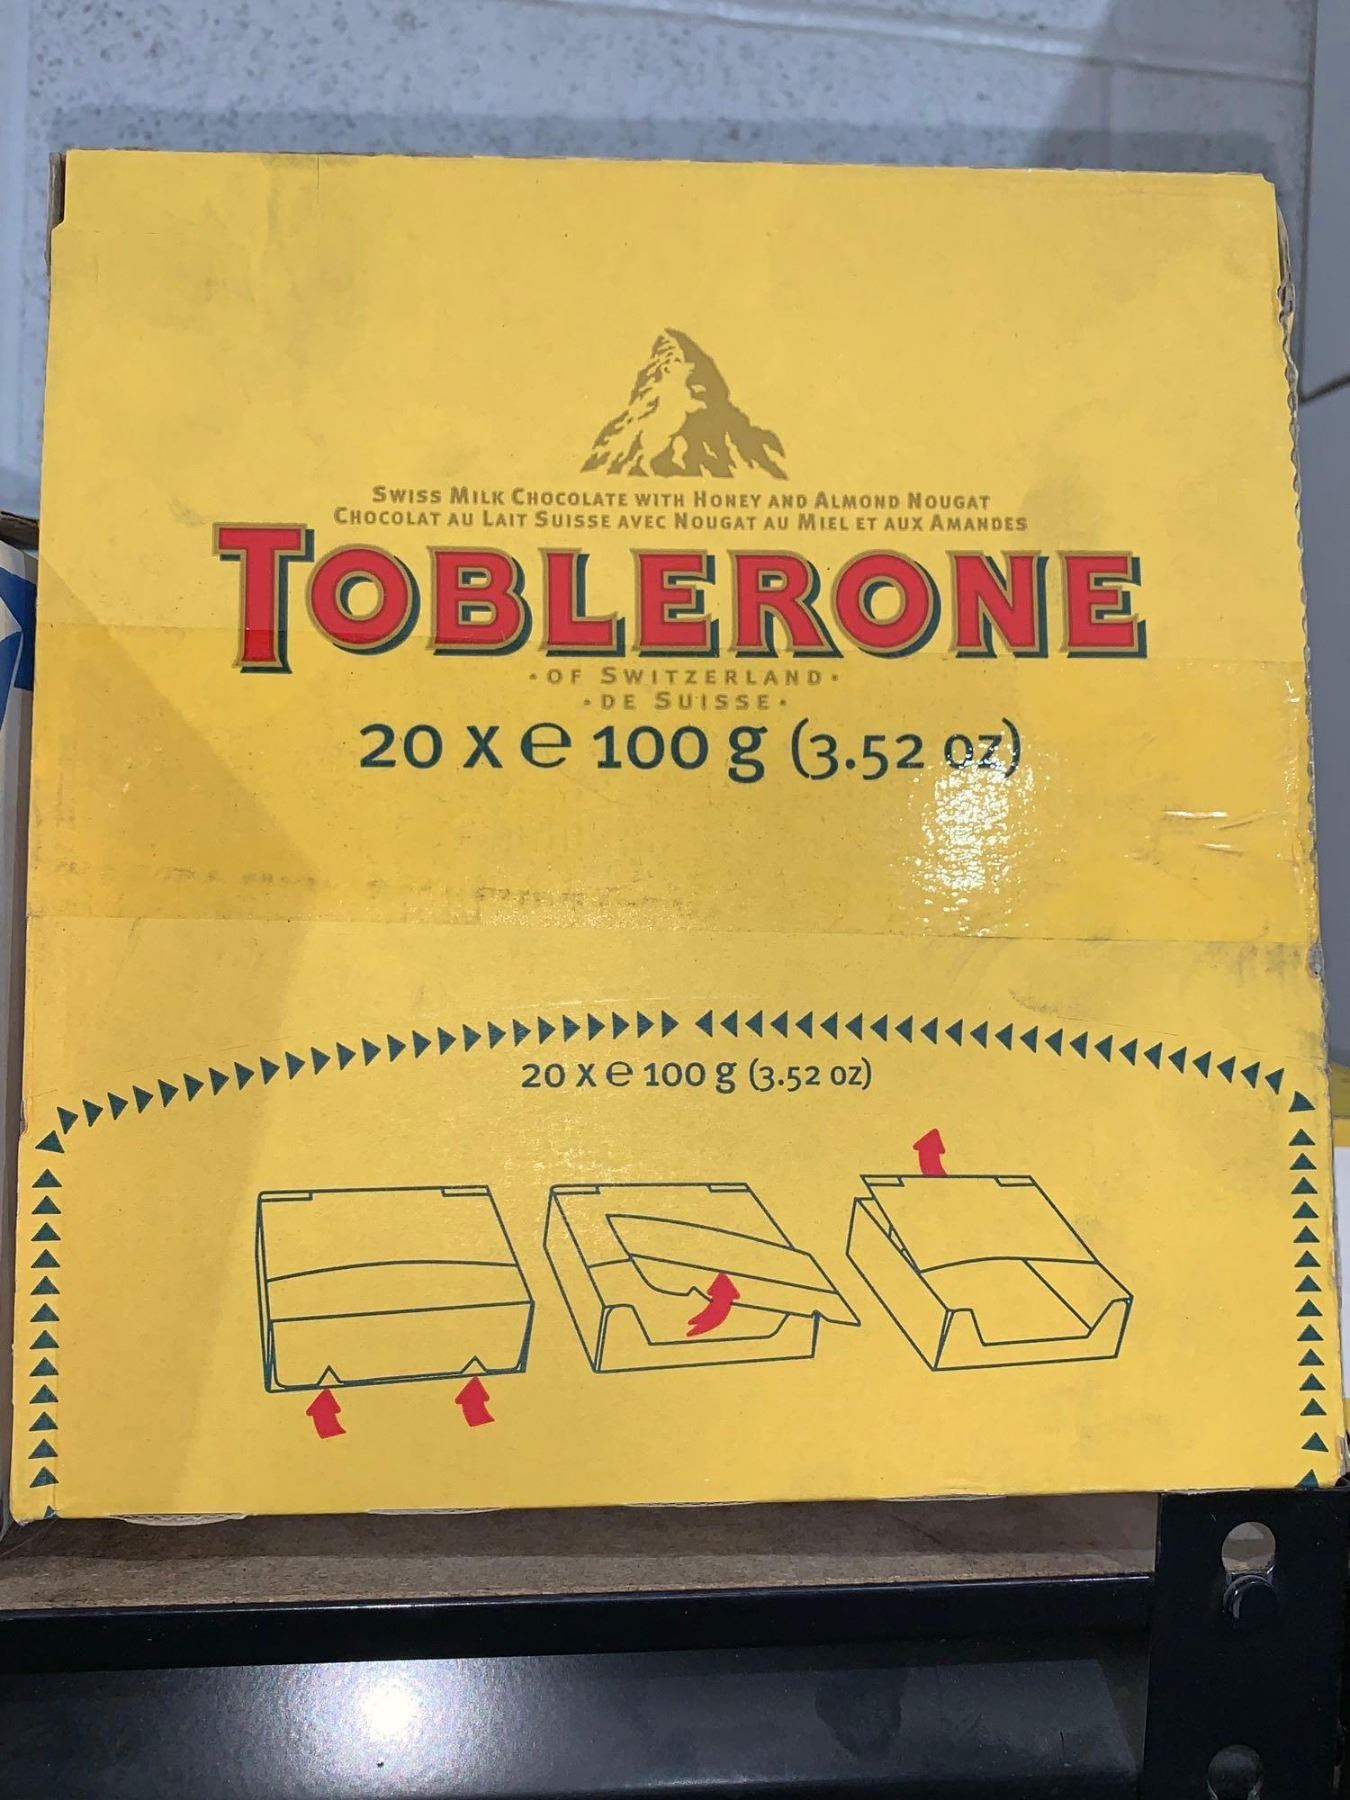 SWISS MILK CHOCOLATE WITH HONEY AND ALMOND NOUGAT
CHOCOLAT AU LAIT SUISSE AVEC NOUGAT AU MIEL ET AUX AMANDES
TOBLERONE
• OF SWITZERLAND •
• DE SUISSE •
20 x ℮ 100 g (3.52 oz)
20 x ℮ 100 g (3.52 oz)